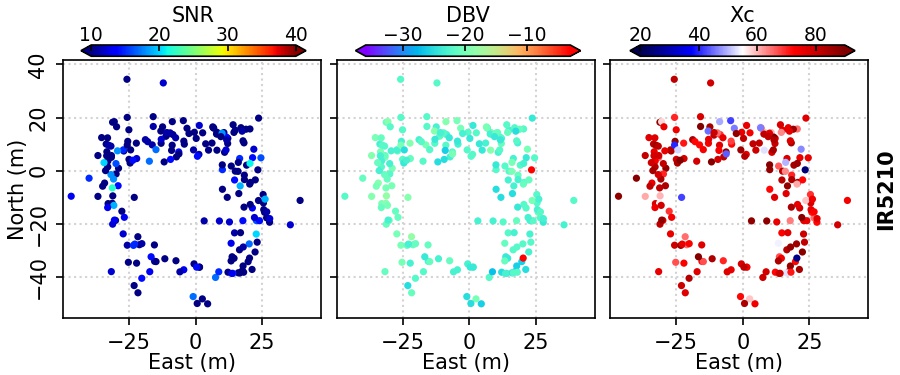 SNR DBV Xc
10 20 30 40 −30 −20 −10 20 40 60 80
40
20
0
−20
−40
North (m)
IR5210
−25 0 25 −25 0 25 −25 0 25
East (m) East (m) East (m)